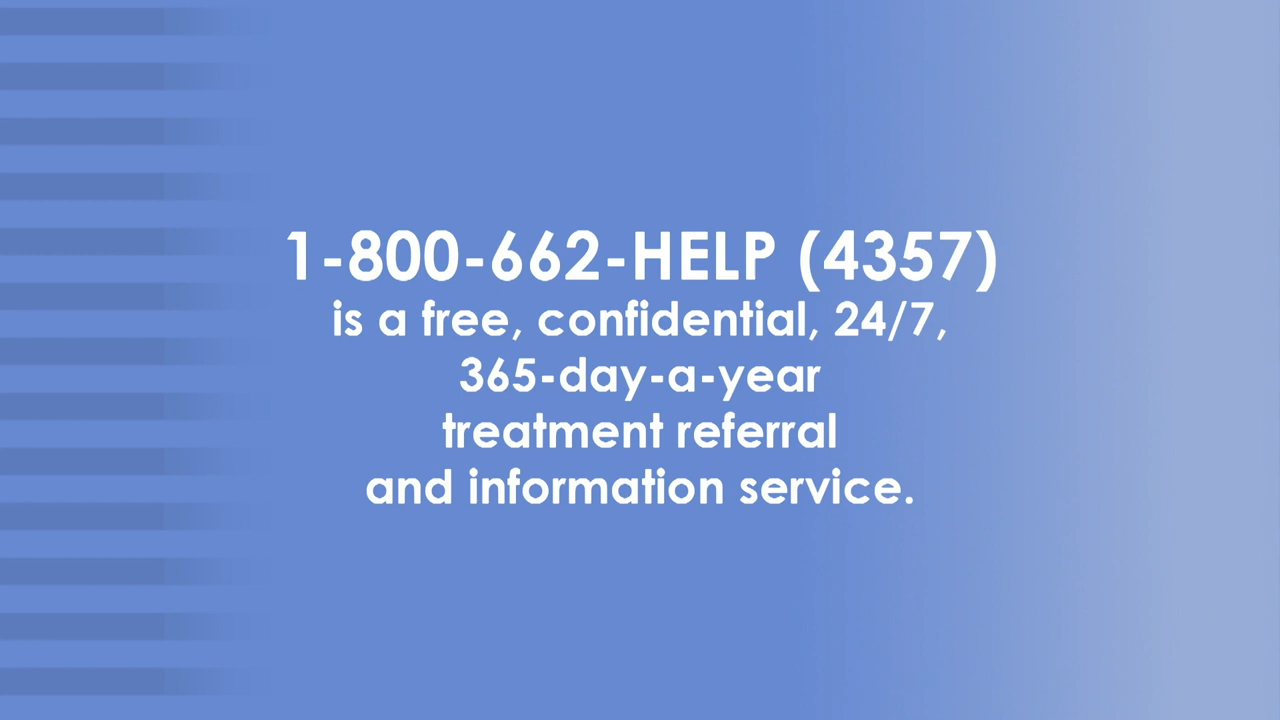 1-800-662-HELP (4357)
is a free, confidential, 24/7,
365-day-a-year
treatment referral
and information service.